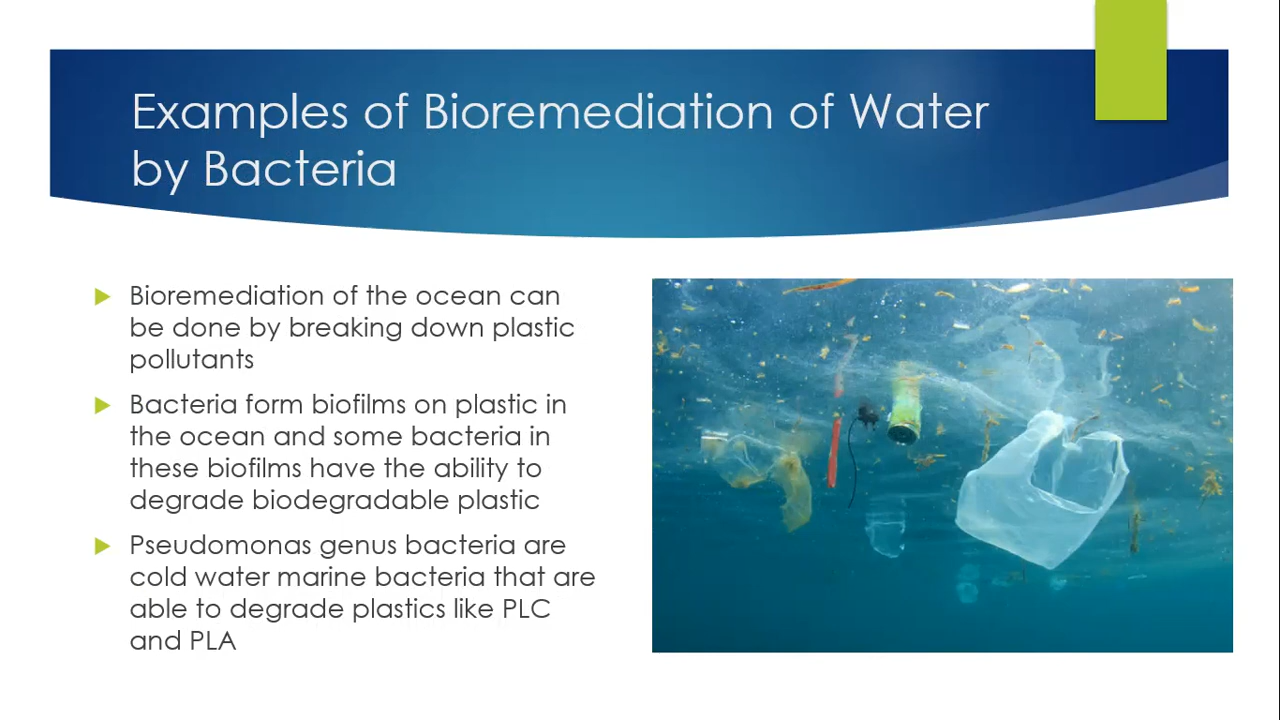 Examples of Bioremediation of Water
by Bacteria
Bioremediation of the ocean can
be done by breaking down plastic
pollutants
Bacteria form biofilms on plastic in
the ocean and some bacteria in
these biofilms have the ability to
degrade biodegradable plastic
Pseudomonas genus bacteria are
cold water marine bacteria that are
able to degrade plastics like PLC
and PLA